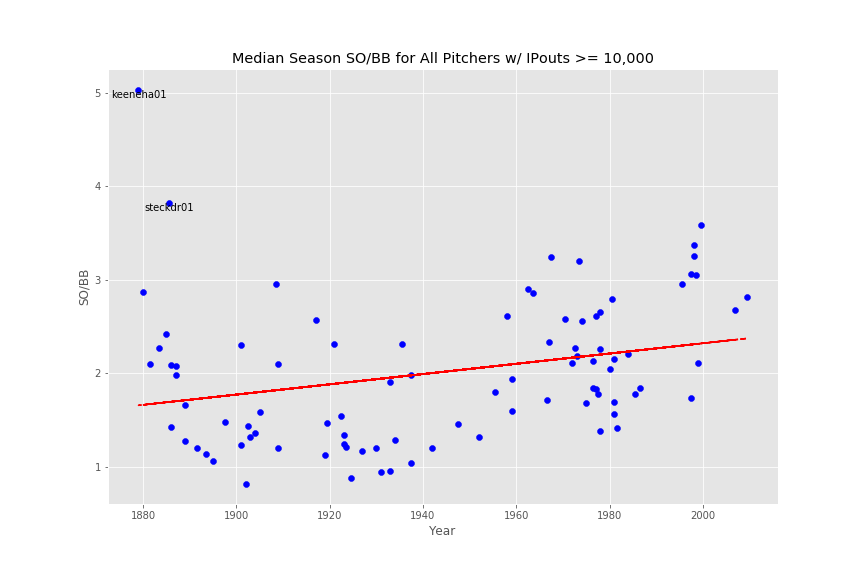 Median Season SO/BB for All Pitchers w/ IPouts >= 10,000
5
keeneha01
4
steckdr01
3
2
1
SO/BB
1880 1900 1920 1940 1960 1980 2000
Year